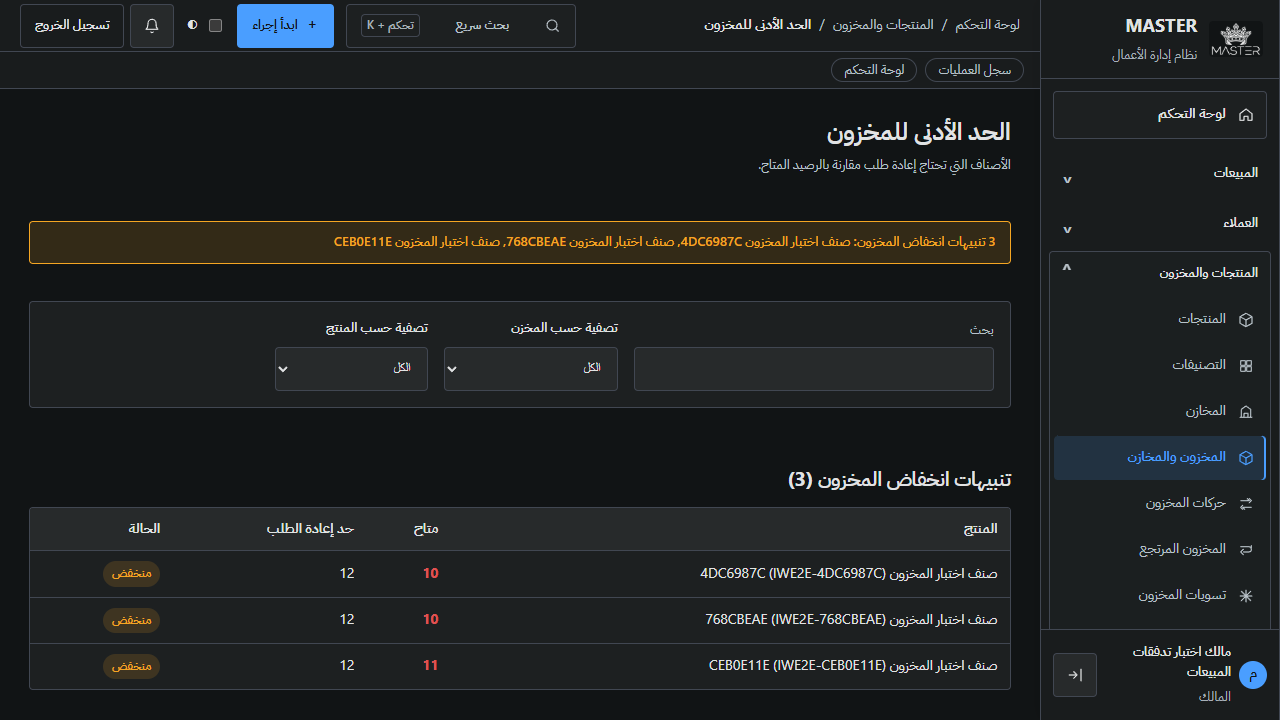 MASTER
نظام إدارة الأعمال
MASTER
لوحة التحكم
المبيعات
العملاء
المنتجات والمخزون
المنتجات
التصنيفات
المخازن
المخزون والمخازن
حركات المخزون
المخزون المرتجع
تسويات المخزون
مالك اختبار تدفقات المبيعات
المالك
م
لوحة التحكم / المنتجات والمخزون / الحد الأدنى للمخزون
بحث سريع
تحكم + K
+ ابدأ إجراء
تسجيل الخروج
سجل العمليات
لوحة التحكم
الحد الأدنى للمخزون
الأصناف التي تحتاج إعادة طلب مقارنة بالرصيد المتاح.
3 تنبيهات انخفاض المخزون: صنف اختبار المخزون 4DC6987C, صنف اختبار المخزون 768CBEAE, صنف اختبار المخزون CEB0E11E
بحث
تصفية حسب المخزن
تصفية حسب المنتج
الكل
الكل
تنبيهات انخفاض المخزون (3)
المنتج متاح حد إعادة الطلب الحالة
صنف اختبار المخزون 4DC6987C (IWE2E-4DC6987C) 10 12 منخفض
صنف اختبار المخزون 768CBEAE (IWE2E-768CBEAE) 10 12 منخفض
صنف اختبار المخزون CEB0E11E (IWE2E-CEB0E11E) 11 12 منخفض